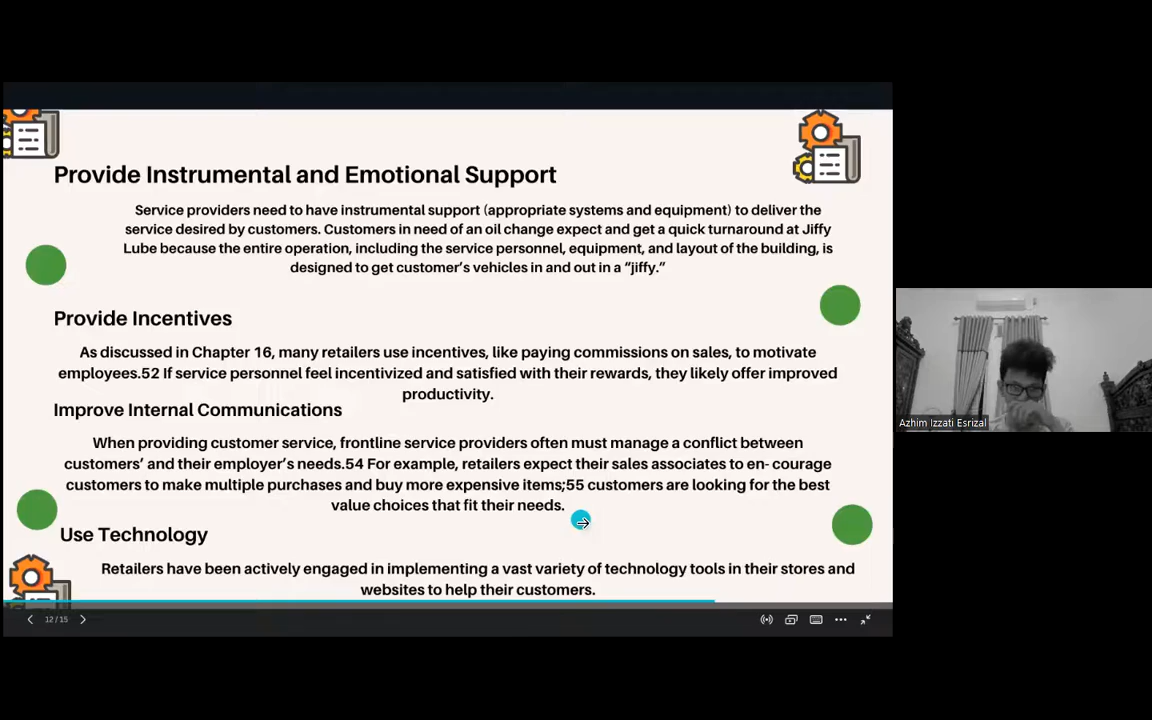 Provide Instrumental and Emotional Support
Service providers need to have instrumental support (appropriate systems and equipment) to deliver the
service desired by customers. Customers in need of an oil change expect and get a quick turnaround at Jiffy
Lube because the entire operation, including the service personnel, equipment, and layout of the building, is
designed to get customer’s vehicles in and out in a “jiffy.”
Provide Incentives
As discussed in Chapter 16, many retailers use incentives, like paying commissions on sales, to motivate
employees.52 If service personnel feel incentivized and satisfied with their rewards, they likely offer improved
productivity.
Improve Internal Communications
When providing customer service, frontline service providers often must manage a conflict between
customers’ and their employer’s needs.54 For example, retailers expect their sales associates to en- courage
customers to make multiple purchases and buy more expensive items;55 customers are looking for the best
value choices that fit their needs.
Use Technology
Retailers have been actively engaged in implementing a vast variety of technology tools in their stores and
websites to help their customers.
12 / 15
Azhim Izzati Esrizal